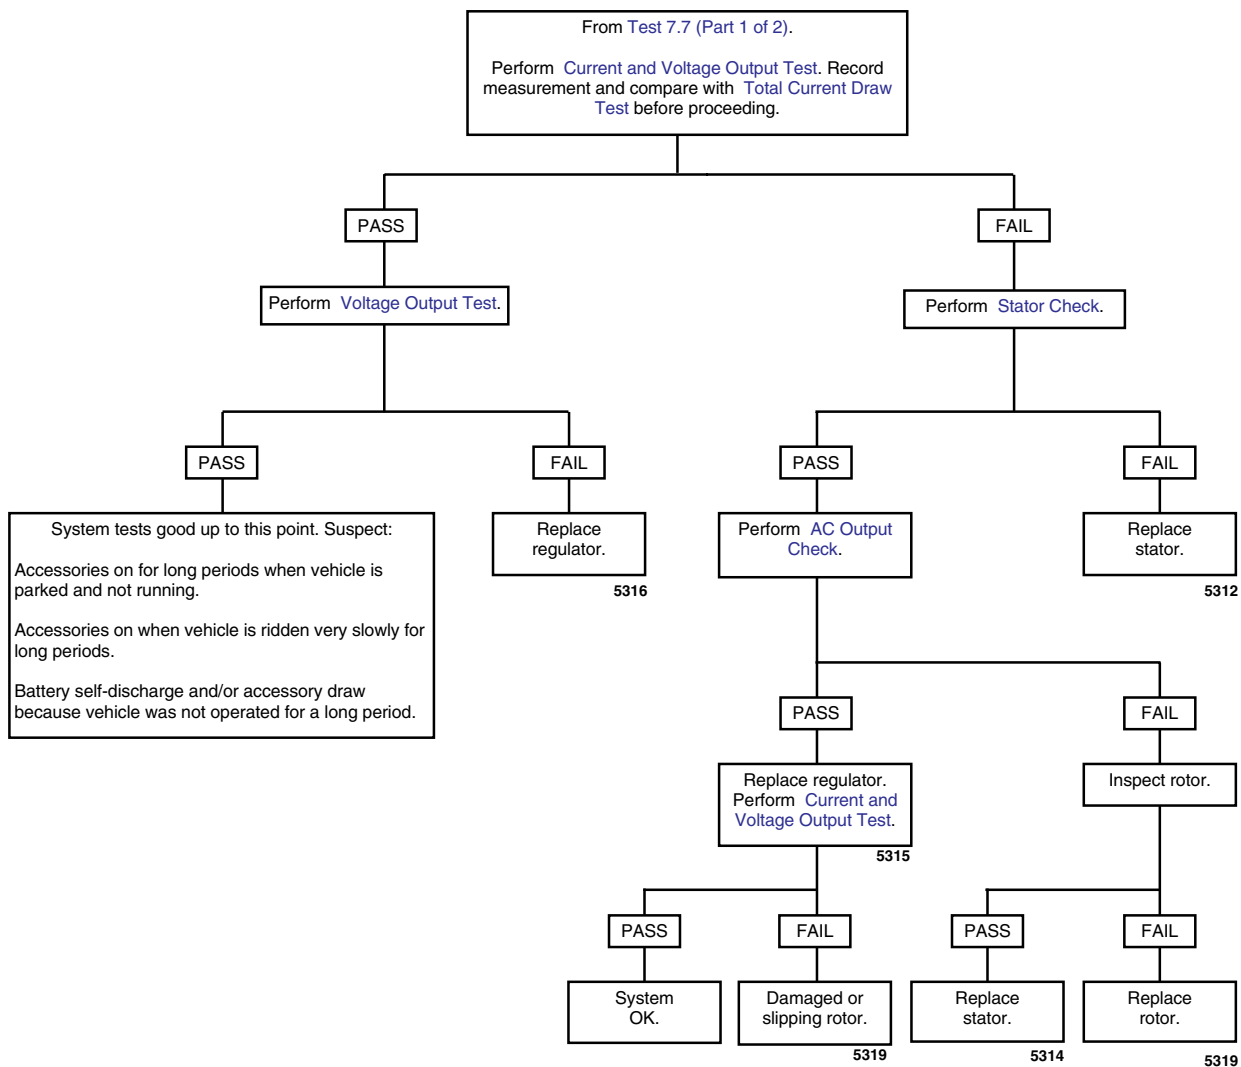 From Test 7.7 (Part 1 of 2).
Perform Current and Voltage Output Test. Record
measurement and compare with Total Current Draw
Test before proceeding.
PASS
FAIL
Perform Voltage Output Test.
Perform Stator Check.
PASS
FAIL
PASS
FAIL
System tests good up to this point. Suspect:
Accessories on for long periods when vehicle is
parked and not running.
Accessories on when vehicle is ridden very slowly for
long periods.
Battery self-discharge and/or accessory draw
because vehicle was not operated for a long period.
Replace
regulator.
5316
Perform AC Output
Check.
Replace
stator.
5312
PASS
FAIL
Replace regulator.
Perform Current and
Voltage Output Test.
5315
Inspect rotor.
PASS
FAIL
PASS
FAIL
System
OK.
Damaged or
slipping rotor.
5319
Replace
stator.
5314
Replace
rotor.
5319